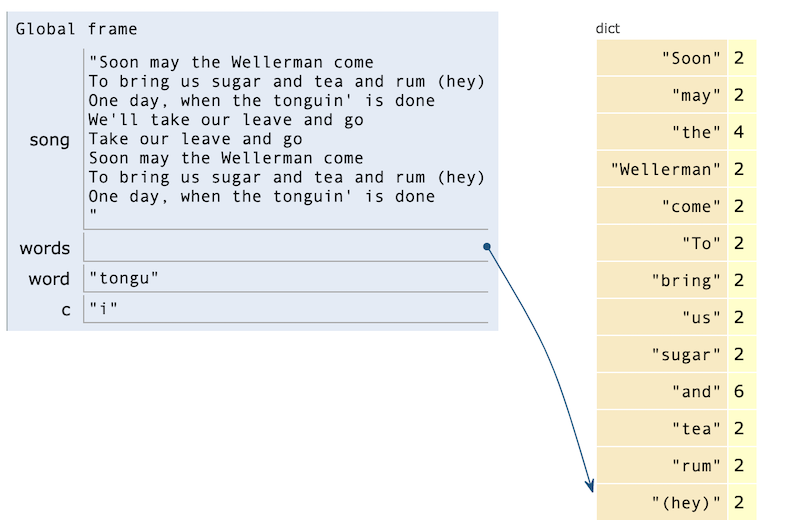 Global frame
song
"Soon may the Wellerman come
To bring us sugar and tea and rum (hey)
One day, when the tonguin' is done
We'll take our leave and go
Take our leave and go
Soon may the Wellerman come
To bring us sugar and tea and rum (hey)
One day, when the tonguin' is done
"
words
word "tongu"
c "i"
dict
"Soon" 2
"may" 2
"the" 4
"Wellerman" 2
"come" 2
"To" 2
"bring" 2
"us" 2
"sugar" 2
"and" 6
"tea" 2
"rum" 2
"(hey)" 2